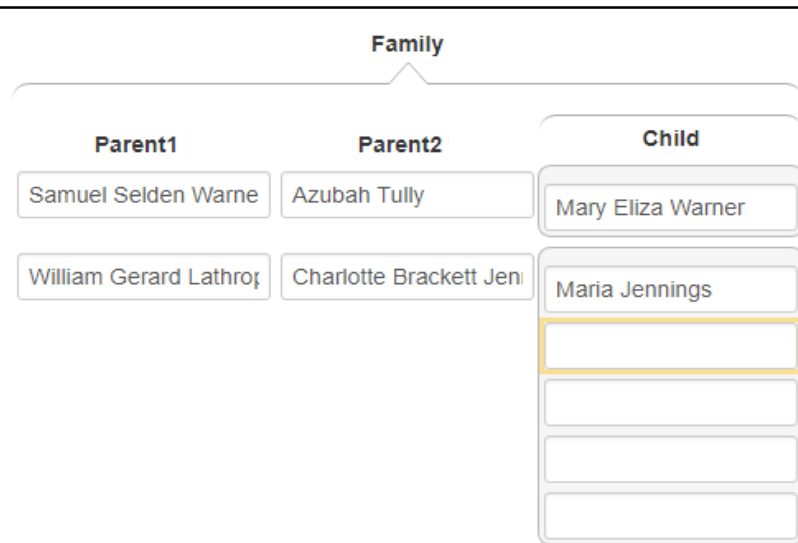 Family
Parent1 Parent2 Child
Samuel Selden Warne Azubah Tully Mary Eliza Warner
William Gerard Lathrop Charlotte Brackett Jen Maria Jennings